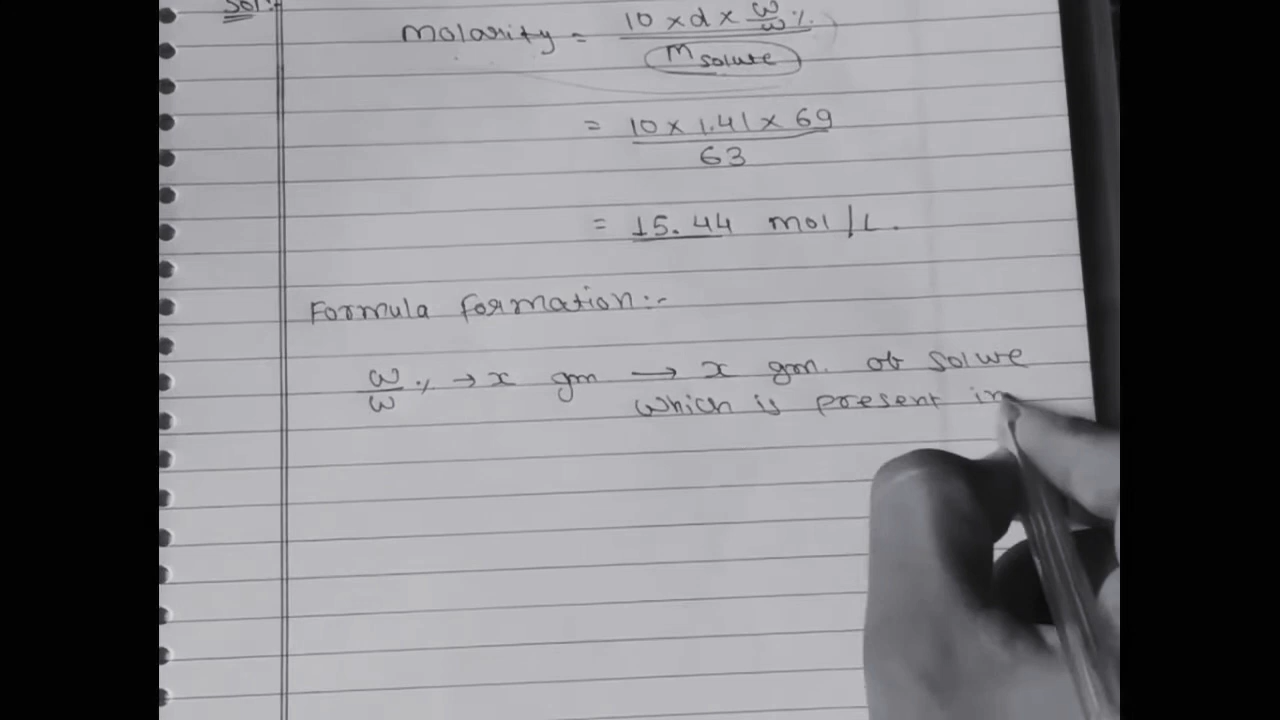 Sol:-
Molarity = 10 x d x w/w %
M solute
= 10 x 1.41 x 69
63
= 15.44 mol/L.
Formula formation:-
w/w % → x gm → x gm. of solute
which is present in